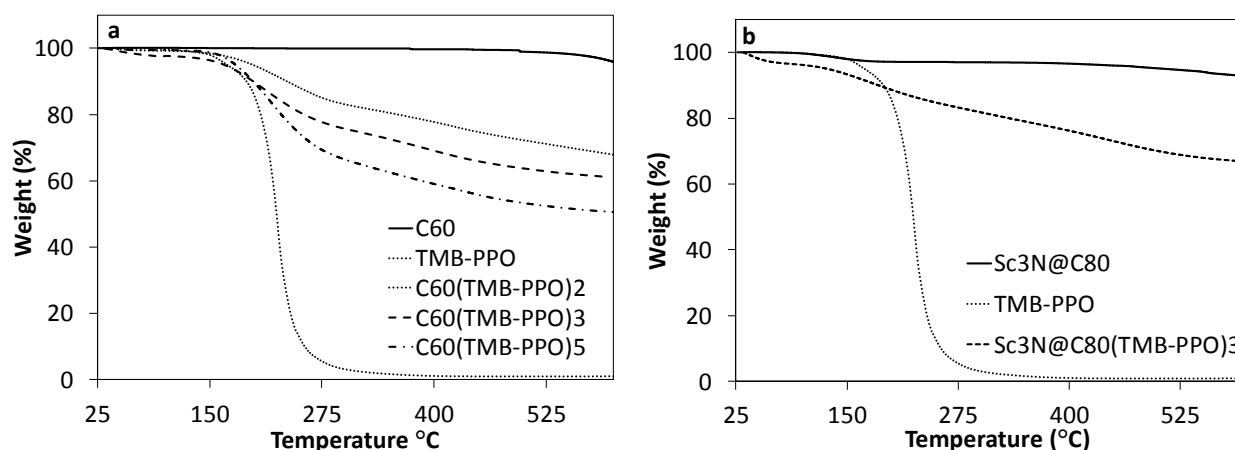 a
100
80
60
40
20
0
Weight (%)
C60
TMB-PPO
C60(TMB-PPO)2
C60(TMB-PPO)3
C60(TMB-PPO)5
25 150 275 400 525
Temperature °C
b
100
80
60
40
20
0
Weight (%)
Sc3N@C80
TMB-PPO
Sc3N@C80(TMB-PPO)3
25 150 275 400 525
Temperature (°C)